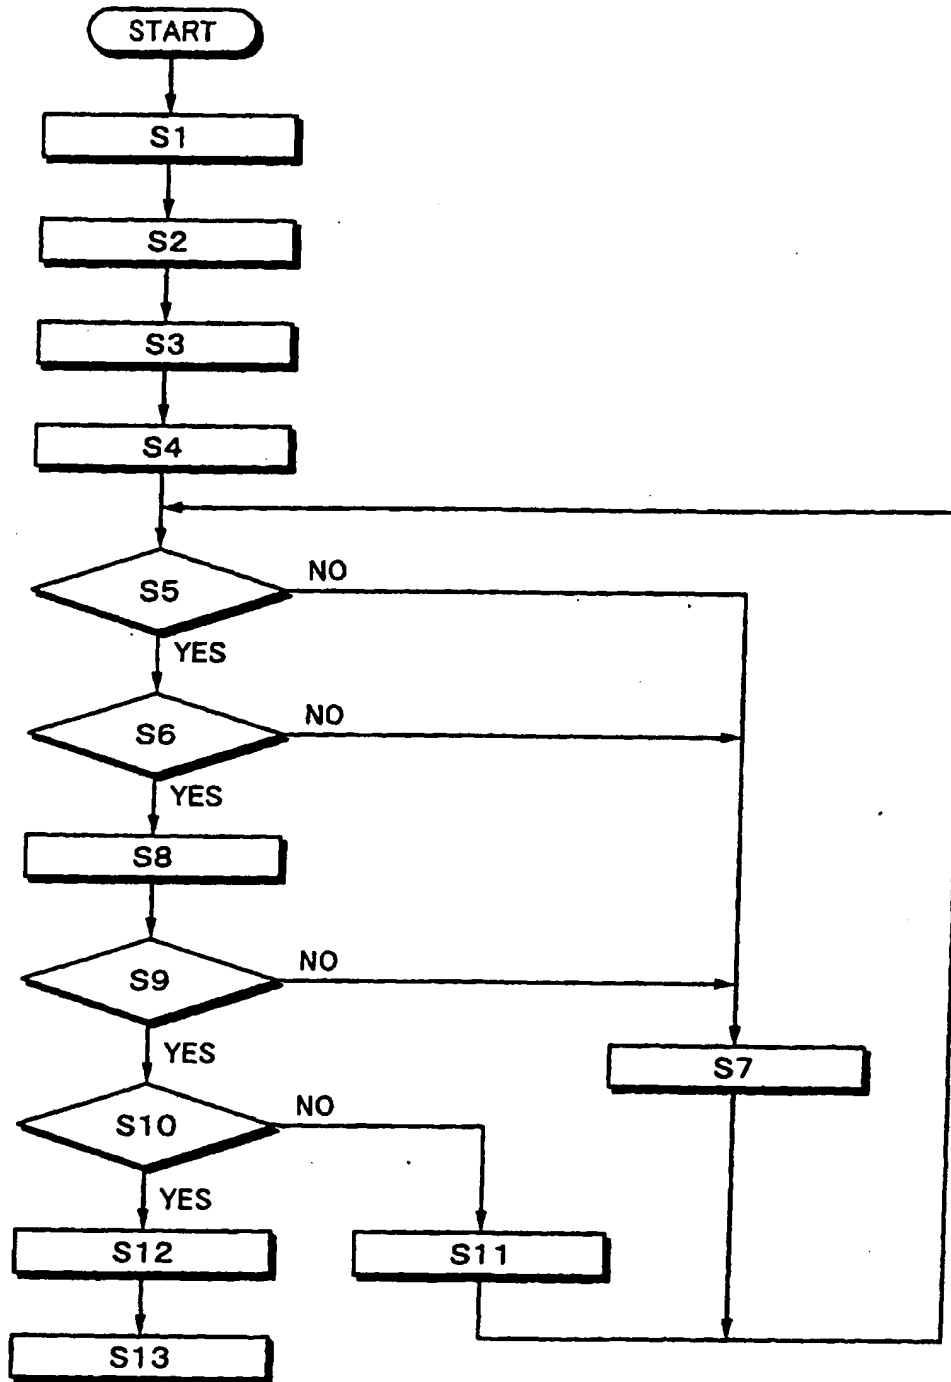 START
S1
S2
S3
S4
S5
NO
YES
S6
NO
YES
S8
S9
NO
YES
S7
S10
NO
YES
S12
S11
S13